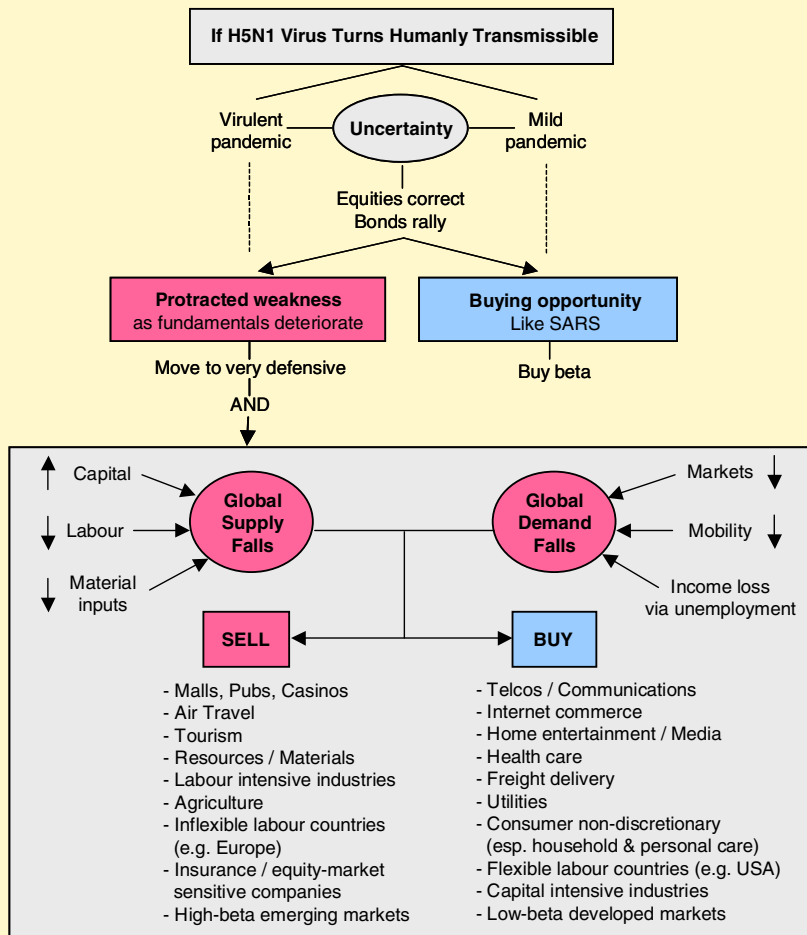 If H5N1 Virus Turns Humanly Transmissible
Virulent
pandemic
Uncertainty
Mild
pandemic
Equities correct
Bonds rally
Protracted weakness
as fundamentals deteriorate
Buying opportunity
Like SARS
Move to very defensive
Buy beta
AND
Capital
Labour
Material
inputs
Global
Supply
Falls
Global
Demand
Falls
Markets
Mobility
Income loss
via unemployment
SELL
- Malls, Pubs, Casinos
- Air Travel
- Tourism
- Resources / Materials
- Labour intensive industries
- Agriculture
- Inflexible labour countries
(e.g. Europe)
- Insurance / equity-market
sensitive companies
- High-beta emerging markets
BUY
- Telcos / Communications
- Internet commerce
- Home entertainment / Media
- Health care
- Freight delivery
- Utilities
- Consumer non-discretionary
(esp. household & personal care)
- Flexible labour countries (e.g. USA)
- Capital intensive industries
- Low-beta developed markets